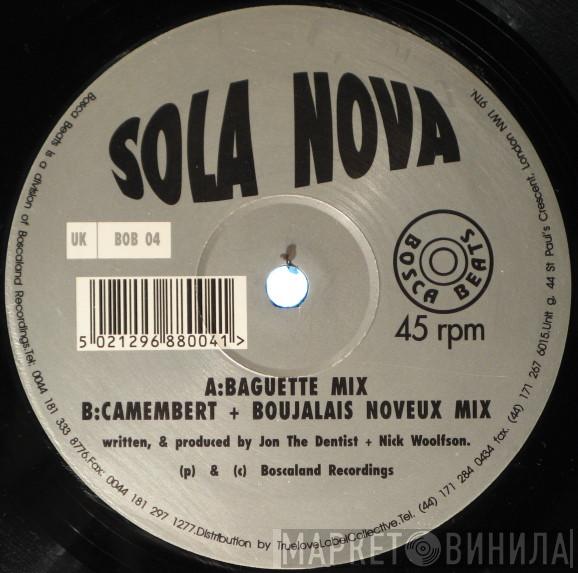 SOLA NOVA
UK BOB 04
BOSCA BEATS
5 021296 880041 >
45 rpm
A:BAGUETTE MIX
B:CAMEMBERT + BOUJALAIS NOVEUX MIX
written, & produced by Jon The Dentist + Nick Woolfson.
(p) & (c) Boscaland Recordings
Bosca Beats is a division of Boscaland Recordings.Tel: 0044 181 333 8776.Fax: 0044 181 297 1277.Distribution by TrueLoveLabelCollective.Tel. (44) 171 284 0434 fax. (44) 171 267 6015.Unit g, 44 St Paul's Crescent, London NW1 9TN.
МАРКЕТ ВИНИЛА